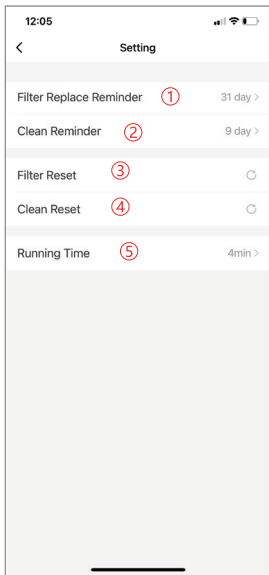 12:05
Setting
Filter Replace Reminder ① 31 day >
Clean Reminder ② 9 day >
Filter Reset ③
Clean Reset ④
Running Time ⑤ 4min >